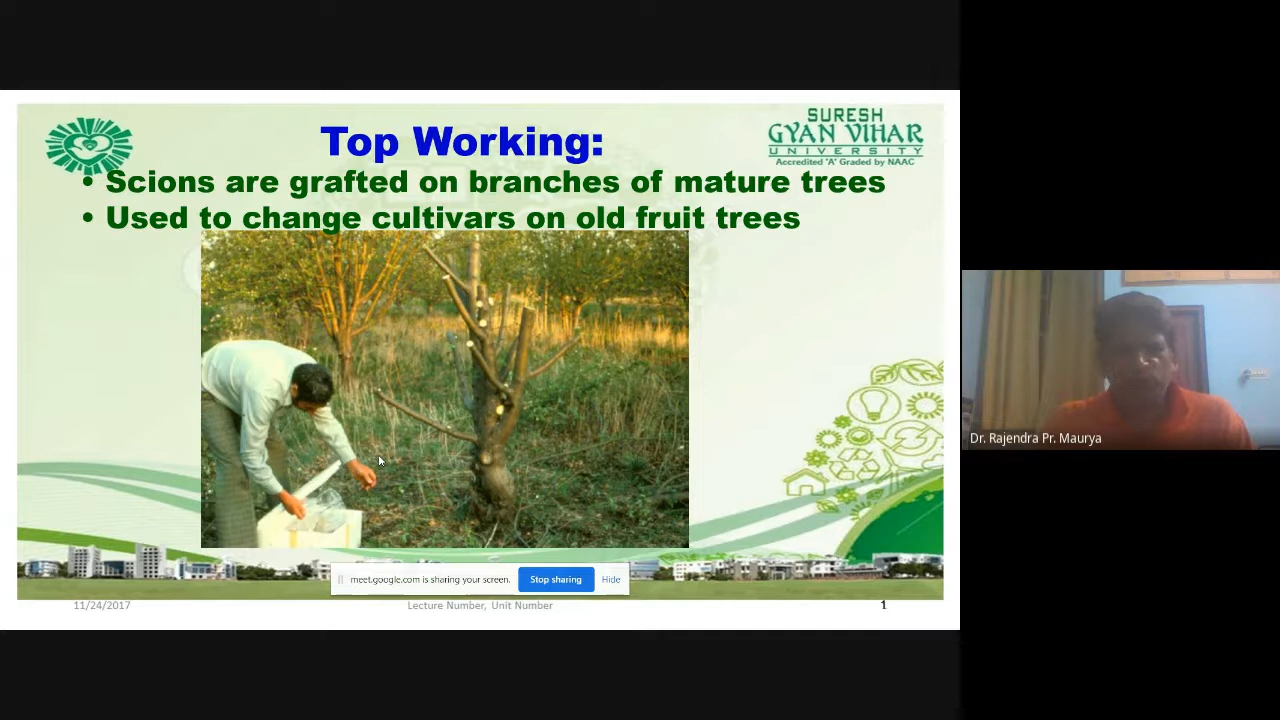 Top Working:
SURESH
GYAN VIHAR
UNIVERSITY
Accredited 'A' Graded by NAAC
• Scions are grafted on branches of mature trees
• Used to change cultivars on old fruit trees
Dr. Rajendra Pr. Maurya
meet.google.com is sharing your screen.
Stop sharing
Hide
11/24/2017
Lecture Number, Unit Number
1